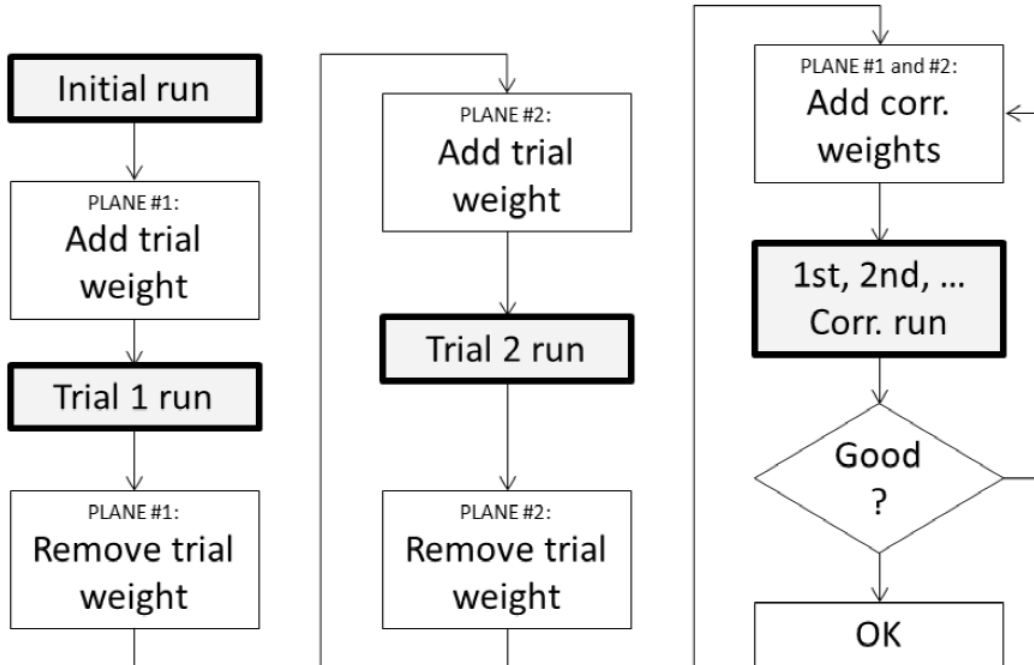 Initial run
PLANE #1:
Add trial
weight
Trial 1 run
PLANE #1:
Remove trial
weight
PLANE #2:
Add trial
weight
Trial 2 run
PLANE #2:
Remove trial
weight
PLANE #1 and #2:
Add corr.
weights
1st, 2nd, ...
Corr. run
Good
?
OK